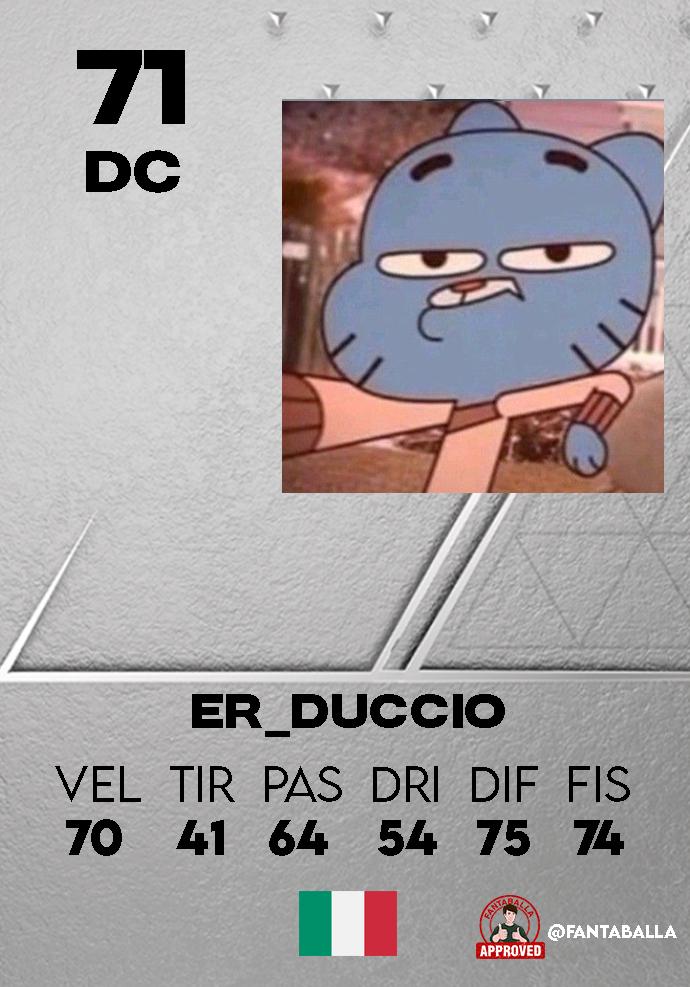 71
DC
ER_DUCCIO
VEL TIR PAS DRI DIF FIS
70 41 64 54 75 74
FANTABALLA
APPROVED
@FANTABALLA